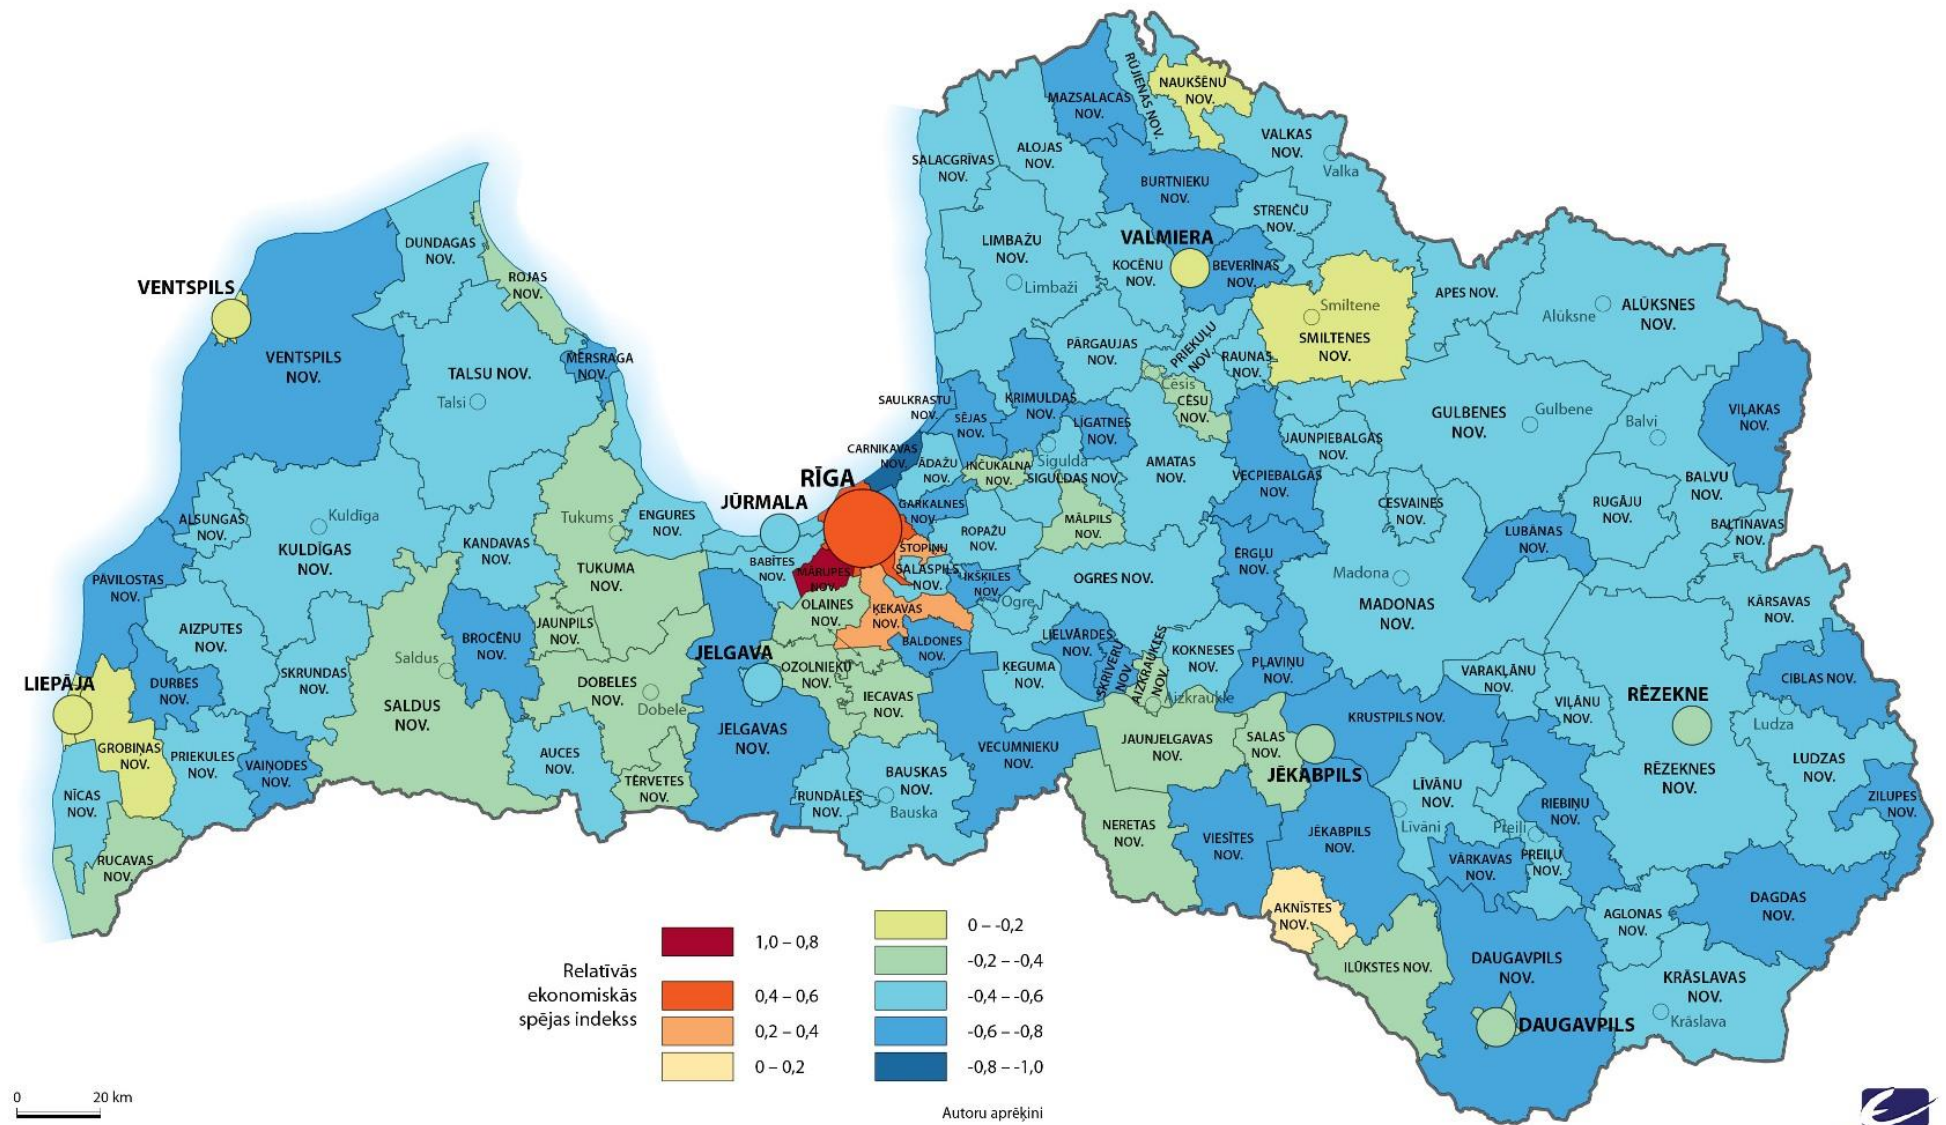 NAUKŠĒNU
NOV.
RŪJIENAS NOV.
MAZSALACAS
NOV.
VALKAS
NOV.
Valka
ALOJAS
NOV.
SALACGRĪVAS
NOV.
BURTNIEKU
NOV.
STRENČU
NOV.
LIMBAŽU
NOV.
Limbaži
VALMIERA
KOCĒNU
NOV.
BEVERĪNAS
NOV.
DUNDAGAS
NOV.
ROJAS
NOV.
VENTSPILS
VENTSPILS
NOV.
MĒRSRAGA
NOV.
TALSU NOV.
Talsi
Smiltene
SMILTENES
NOV.
APES NOV.
Alūksne
ALŪKSNES
NOV.
PĀRGAUJAS
NOV.
PRIEKUĻU
NOV.
RAUNAS
NOV.
Cēsis
CĒSU
NOV.
SAULKRASTU
NOV.
SĒJAS
NOV.
KRIMULDAS
NOV.
LĪGATNES
NOV.
GULBENES
NOV.
Gulbene
Balvi
VIĻAKAS
NOV.
JAUNPIEBALGAS
NOV.
CARNIKAVAS
NOV.
ĀDAŽU
NOV.
INČUKALNA
NOV.
Sigulda
SIGULDAS NOV.
AMATAS
NOV.
VECPIEBALGAS
NOV.
BALVU
NOV.
RĪGA
JŪRMALA
GARKALNES
NOV.
ROPAŽU
NOV.
MĀLPILS
NOV.
CESVAINES
NOV.
RUGĀJU
NOV.
BALTINAVAS
NOV.
LUBĀNAS
NOV.
ALSUNGAS
NOV.
Kuldīga
KULDĪGAS
NOV.
KANDAVAS
NOV.
Tukums
TUKUMA
NOV.
ENGURES
NOV.
BABĪTES
NOV.
MĀRUPES
NOV.
STOPIŅU
SALASPILS
NOV.
IKŠĶILES
NOV.
Ogre
OGRES NOV.
ĒRGĻU
NOV.
Madona
MADONAS
NOV.
KĀRSAVAS
NOV.
PĀVILOSTAS
NOV.
AIZPUTES
NOV.
BROCĒNU
NOV.
JAUNPILS
NOV.
OLAINES
NOV.
ĶEKAVAS
NOV.
BALDONES
NOV.
LIELVĀRDES
NOV.
SKRĪVERU
NOV.
AIZKRAUKLES
NOV.
Aizkraukle
KOKNESES
NOV.
PĻAVIŅU
NOV.
VARAKĻĀNU
NOV.
CIBLAS NOV.
LIEPĀJA
DURBES
NOV.
SKRUNDAS
NOV.
Saldus
SALDUS
NOV.
DOBELES
NOV.
Dobele
JELGAVA
OZOLNIEKU
NOV.
IECAVAS
NOV.
ĶEGUMA
NOV.
VIĻĀNU
NOV.
RĒZEKNE
Ludza
GROBIŅAS
NOV.
PRIEKULES
NOV.
VAIŅODES
NOV.
NĪCAS
NOV.
RUCAVAS
NOV.
AUCES
NOV.
TĒRVETES
NOV.
JELGAVAS
NOV.
RUNDĀLES
NOV.
BAUSKAS
NOV.
Bauska
VECUMNIEKU
NOV.
JAUNJELGAVAS
NOV.
SALAS
NOV.
JĒKABPILS
KRUSTPILS NOV.
LĪVĀNU
NOV.
Līvāni
Preiļi
RIEBIŅU
NOV.
RĒZEKNES
NOV.
LUDZAS
NOV.
ZILUPES
NOV.
NERETAS
NOV.
VIESĪTES
NOV.
JĒKABPILS
NOV.
VĀRKAVAS
NOV.
PREIĻU
NOV.
AKNĪSTES
NOV.
AGLONAS
NOV.
DAGDAS
NOV.
ILŪKSTES NOV.
DAUGAVPILS
NOV.
DAUGAVPILS
KRĀSLAVAS
NOV.
Krāslava
Relatīvās
ekonomiskās
spējas indekss
1,0 – 0,8
0,4 – 0,6
0,2 – 0,4
0 – 0,2
0 – -0,2
-0,2 – -0,4
-0,4 – -0,6
-0,6 – -0,8
-0,8 – -1,0
Autoru aprēķini
0 20 km